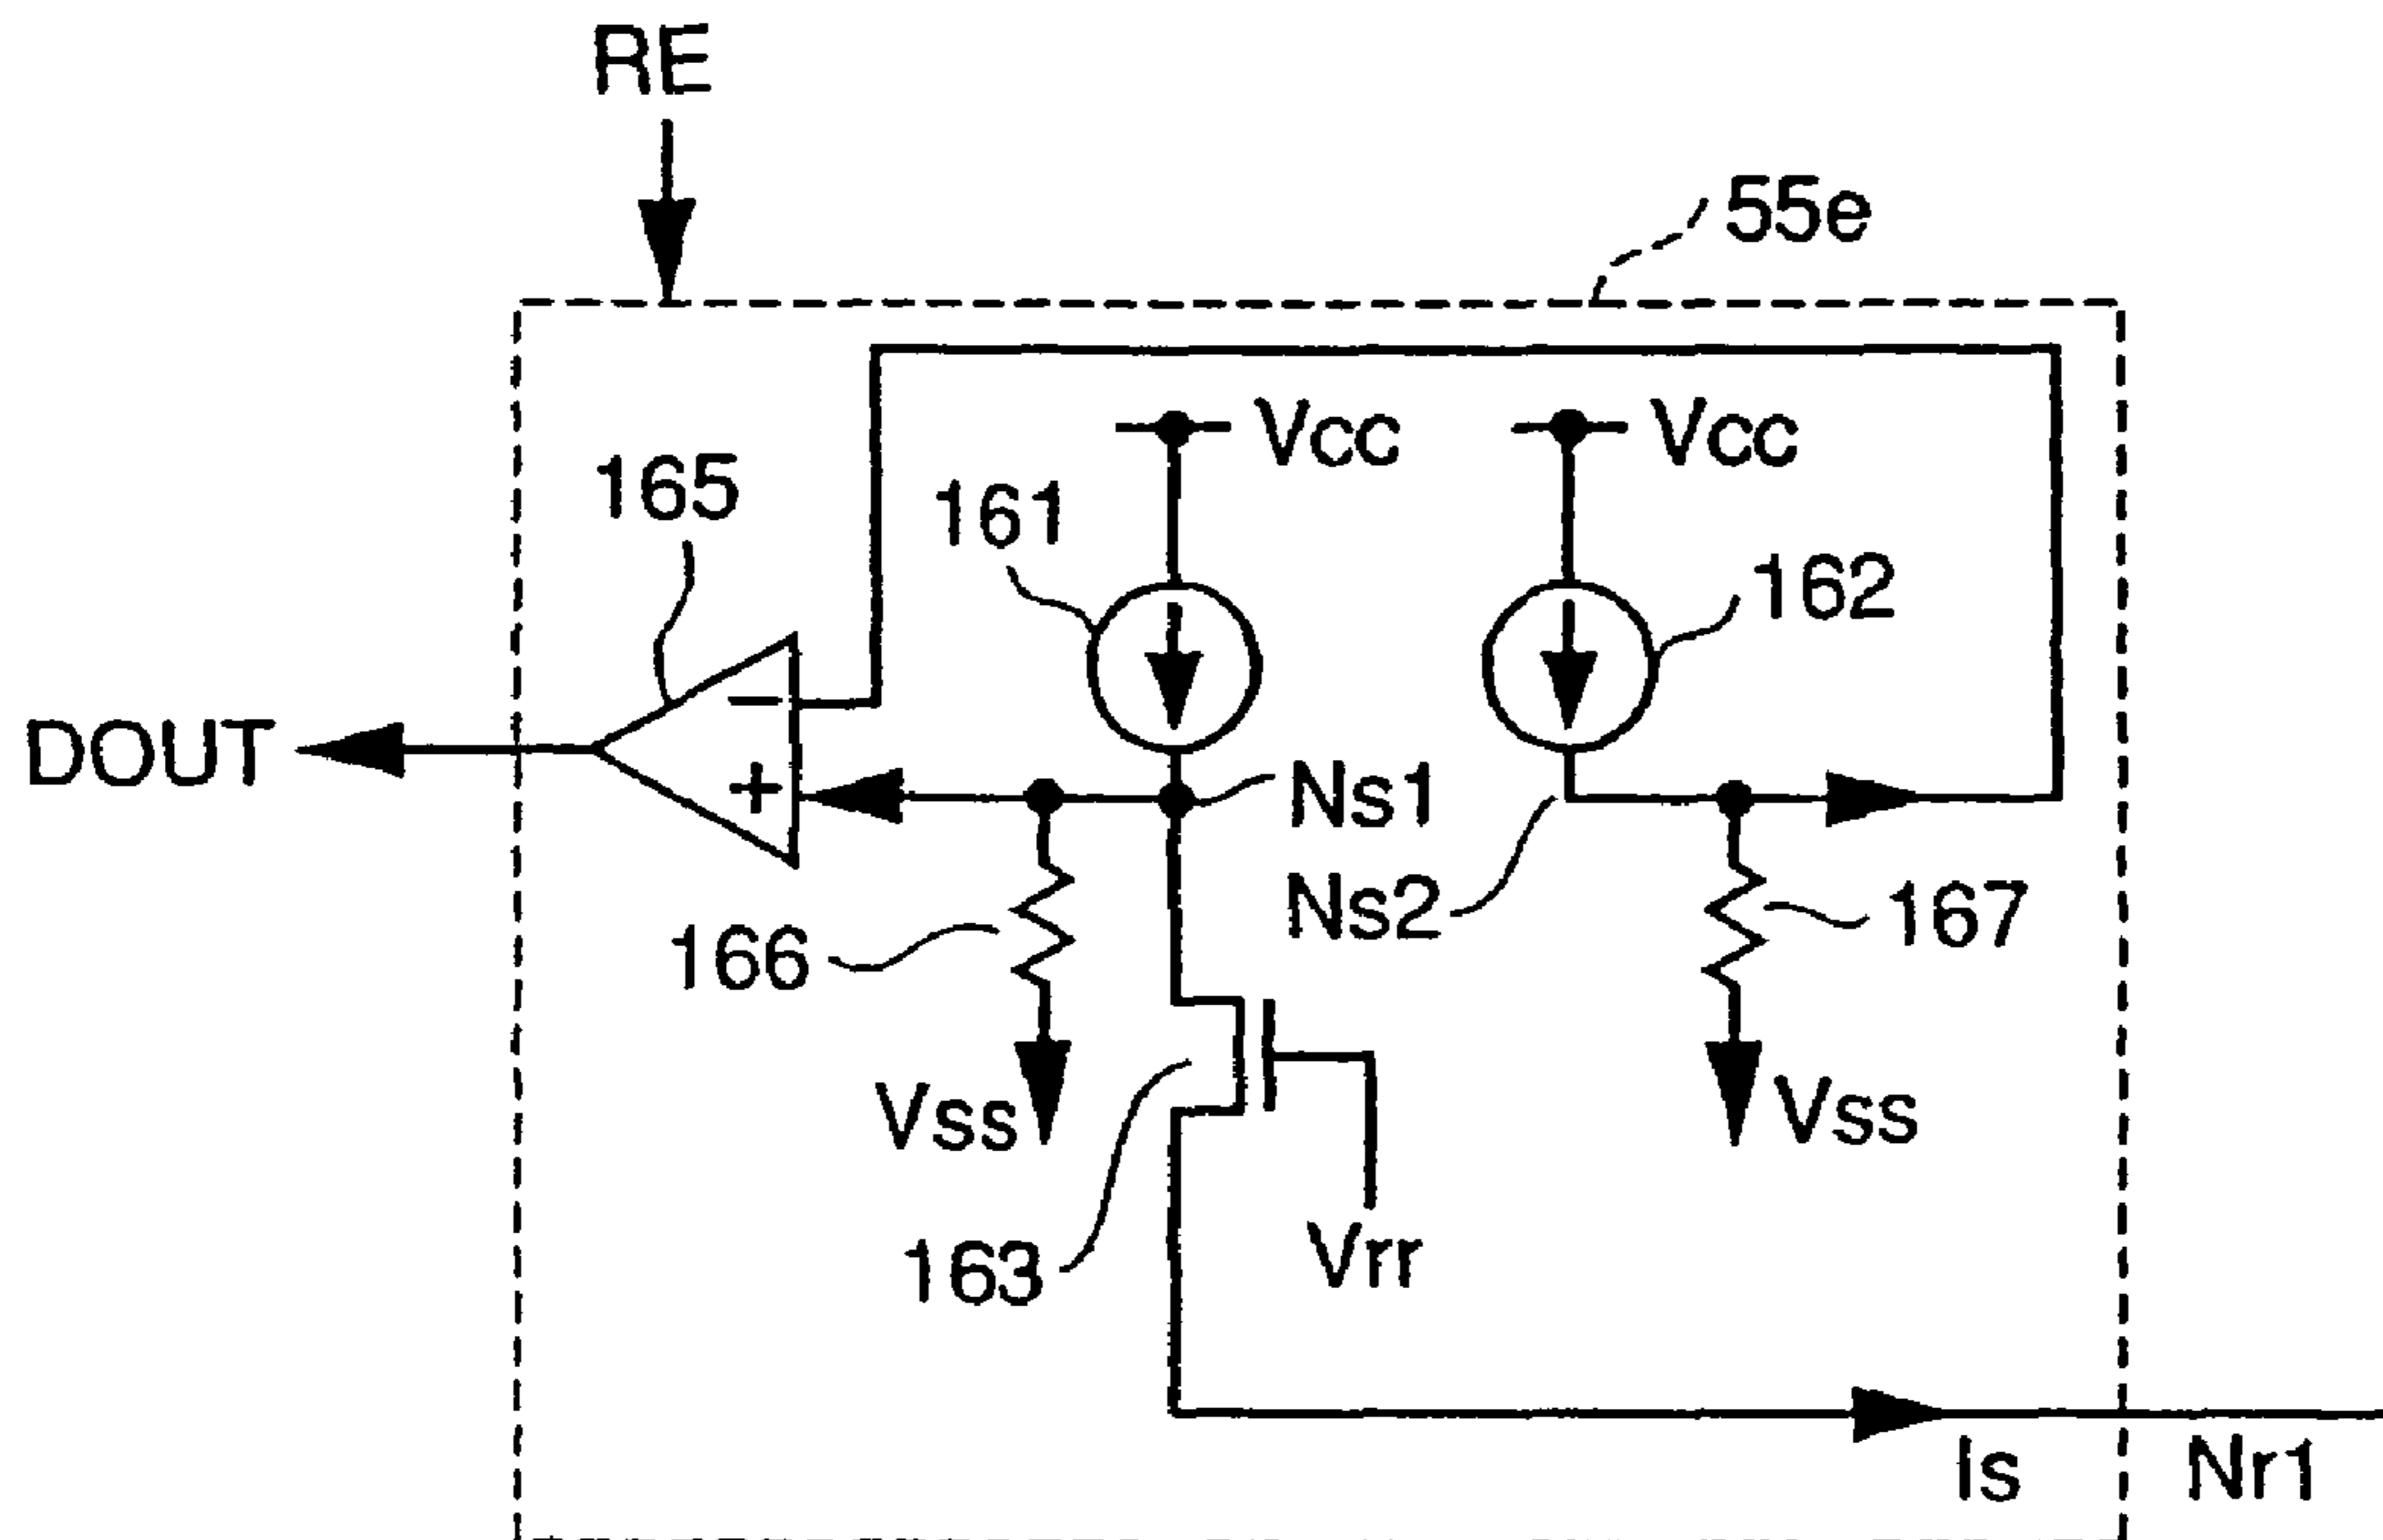 RE
55e
Vcc
Vcc
165
161
162
−
DOUT
+
Ns1
Ns2
167
166
Vss
Vss
163
Vrr
Is
Nr1